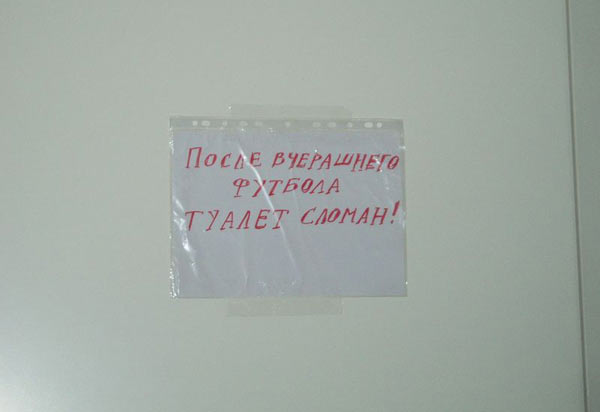 После вчерашнего
футбола
туалет сломан!